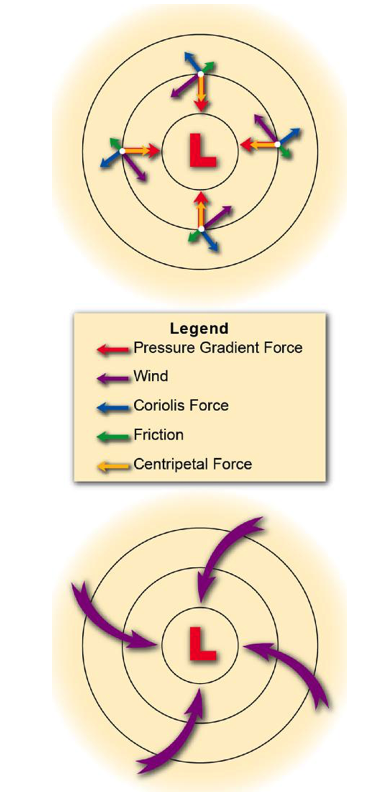 L
Legend
Pressure Gradient Force
Wind
Coriolis Force
Friction
Centripetal Force
L